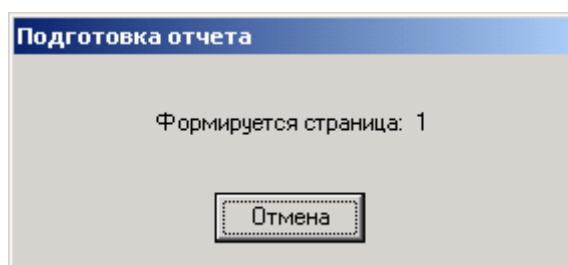 Подготовка отчета
Формируется страница: 1
Отмена